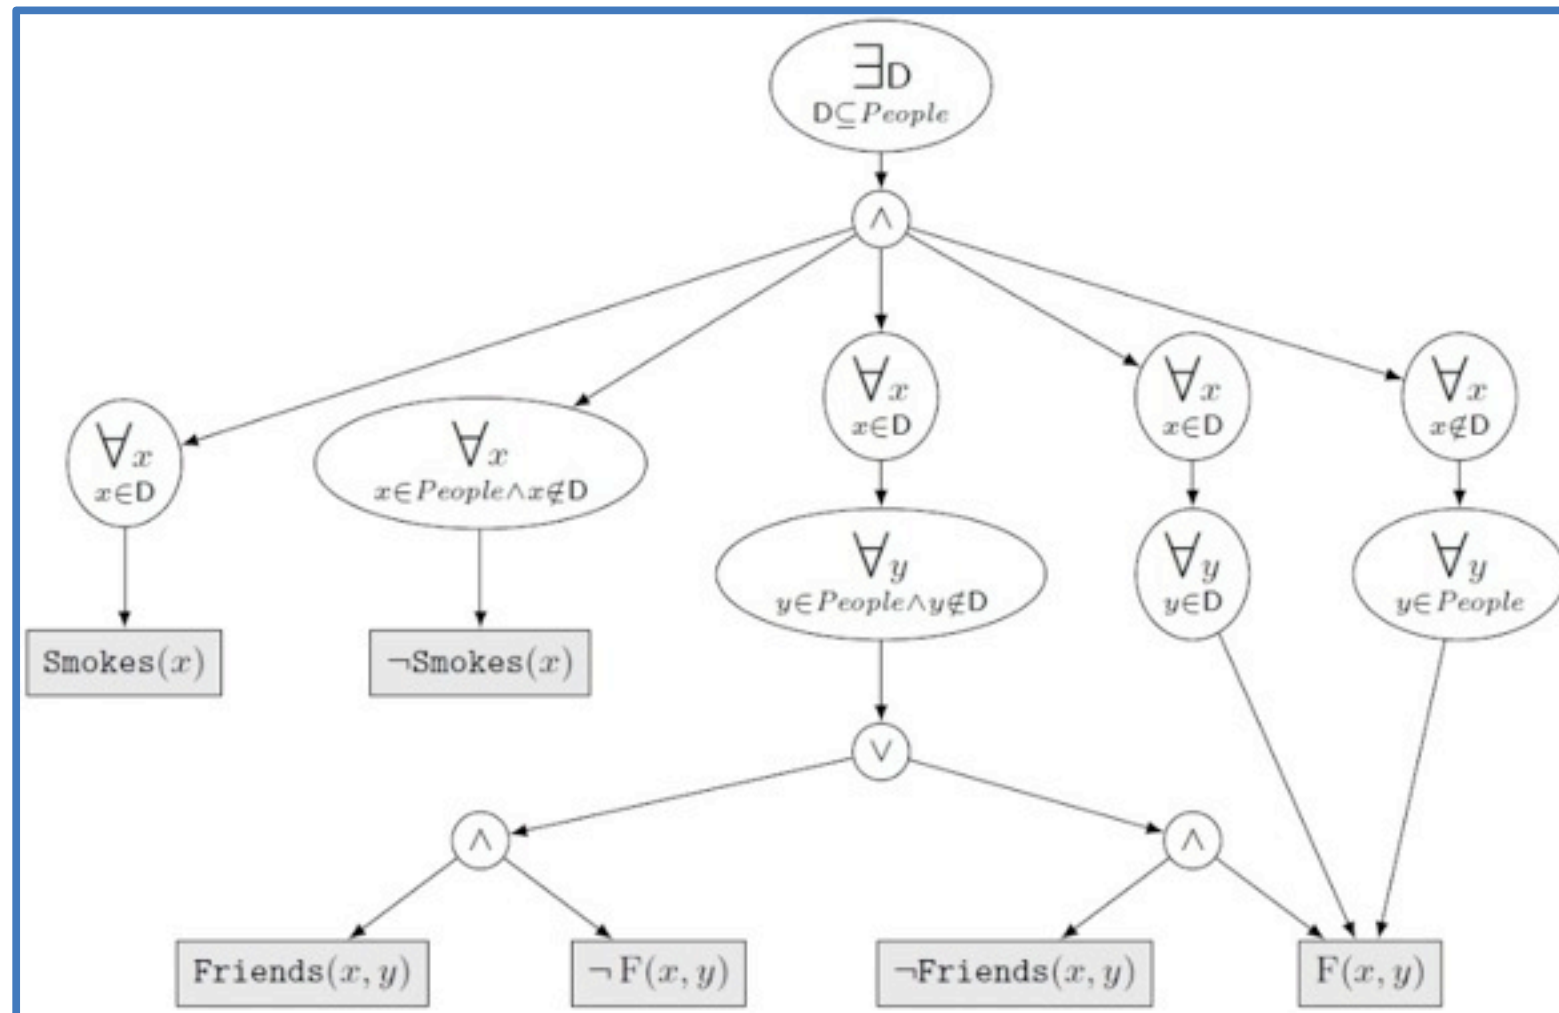 ∃D
D⊆People
∧
∀x
x∈D
∀x
x∈People∧x∉D
∀x
x∈D
∀x
x∈D
∀x
x∉D
∀y
y∈People∧y∉D
∀y
y∈D
∀y
y∈People
Smokes(x)
¬Smokes(x)
∨
∧
∧
Friends(x, y)
¬ F(x, y)
¬Friends(x, y)
F(x, y)